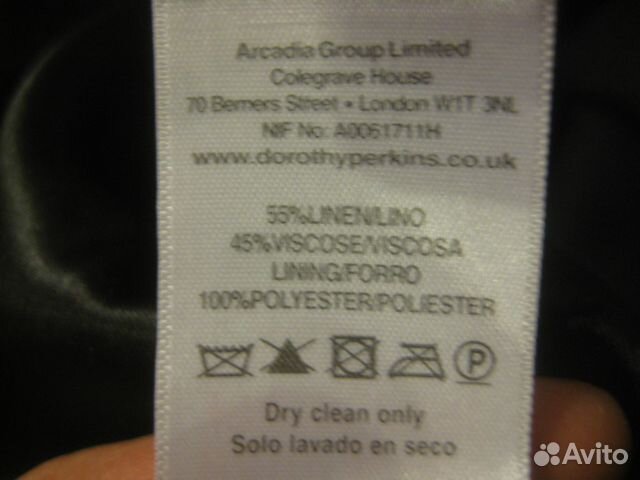 Arcadia Group Limited
Colegrave House
70 Berners Street • London W1T 3NL
NIF No: A0061711H
www.dorothyperkins.co.uk
55%LINEN/LINO
45%VISCOSE/VISCOSA
LINING/FORRO
100%POLYESTER/POLIESTER
P
Dry clean only
Solo lavado en seco
Avito